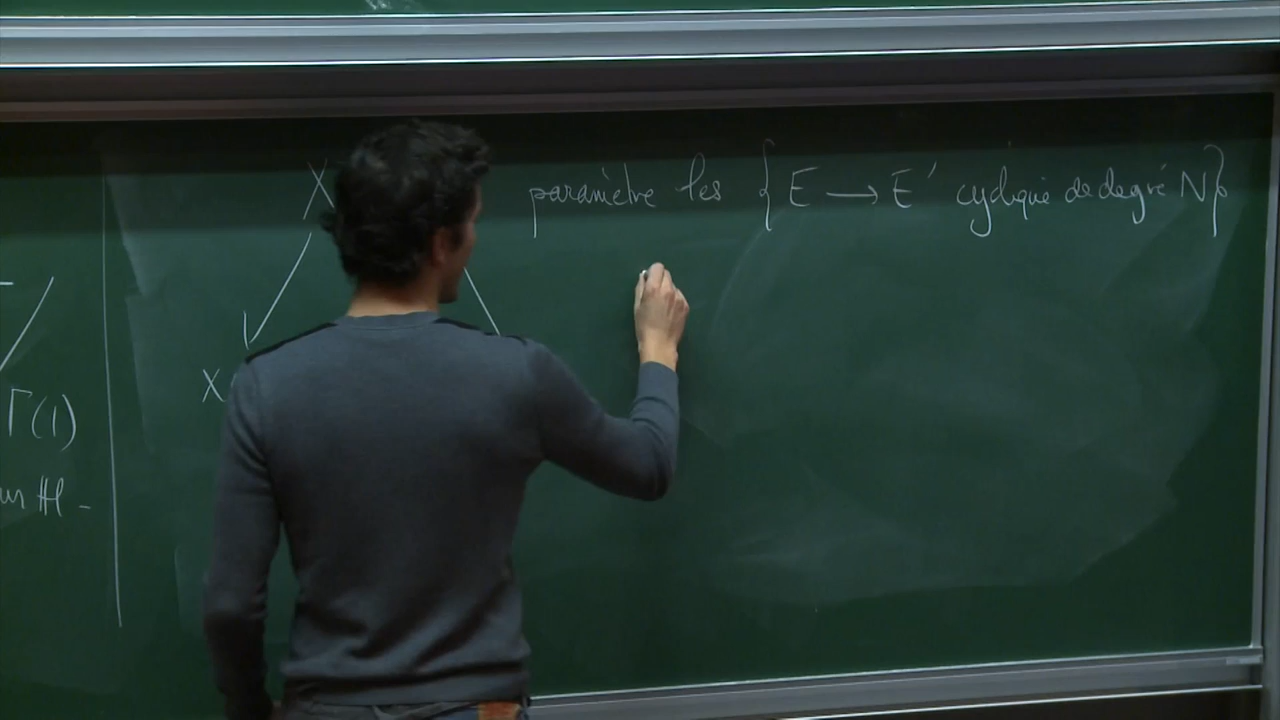 X paramètre les { E → E' cyclique de degré N }
X
Γ(1)
sur H -